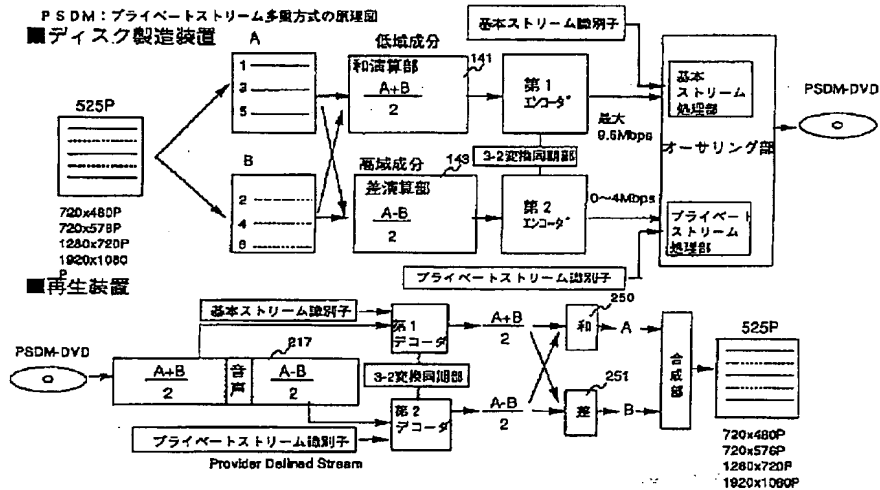 PSDM：プライベートストリーム多重方式の原理図
■ディスク製造装置
525P
720x480P
720x576P
1280x720P
1920x1080
P
A
1
3
5
B
2
4
6
低域成分
和演算部
141
A+B
2
高域成分
差演算部
143
A-B
2
第1
エンコーダ
3-2変換同期部
第2
エンコーダ
基本ストリーム識別子
最大
9.6Mbps
0～4Mbps
プライベートストリーム識別子
基本
ストリーム
処理部
オーサリング部
プライベート
ストリーム
処理部
PSDM-DVD
■再生装置
PSDM-DVD
基本ストリーム識別子
217
A+B
2
音声
A-B
2
プライベートストリーム識別子
Provider Defined Stream
第1
デコーダ
3-2変換同期部
第2
デコーダ
A+B
2
A-B
2
250
和
A
251
差
B
合成部
525P
720x480P
720x576P
1280x720P
1920x1080P